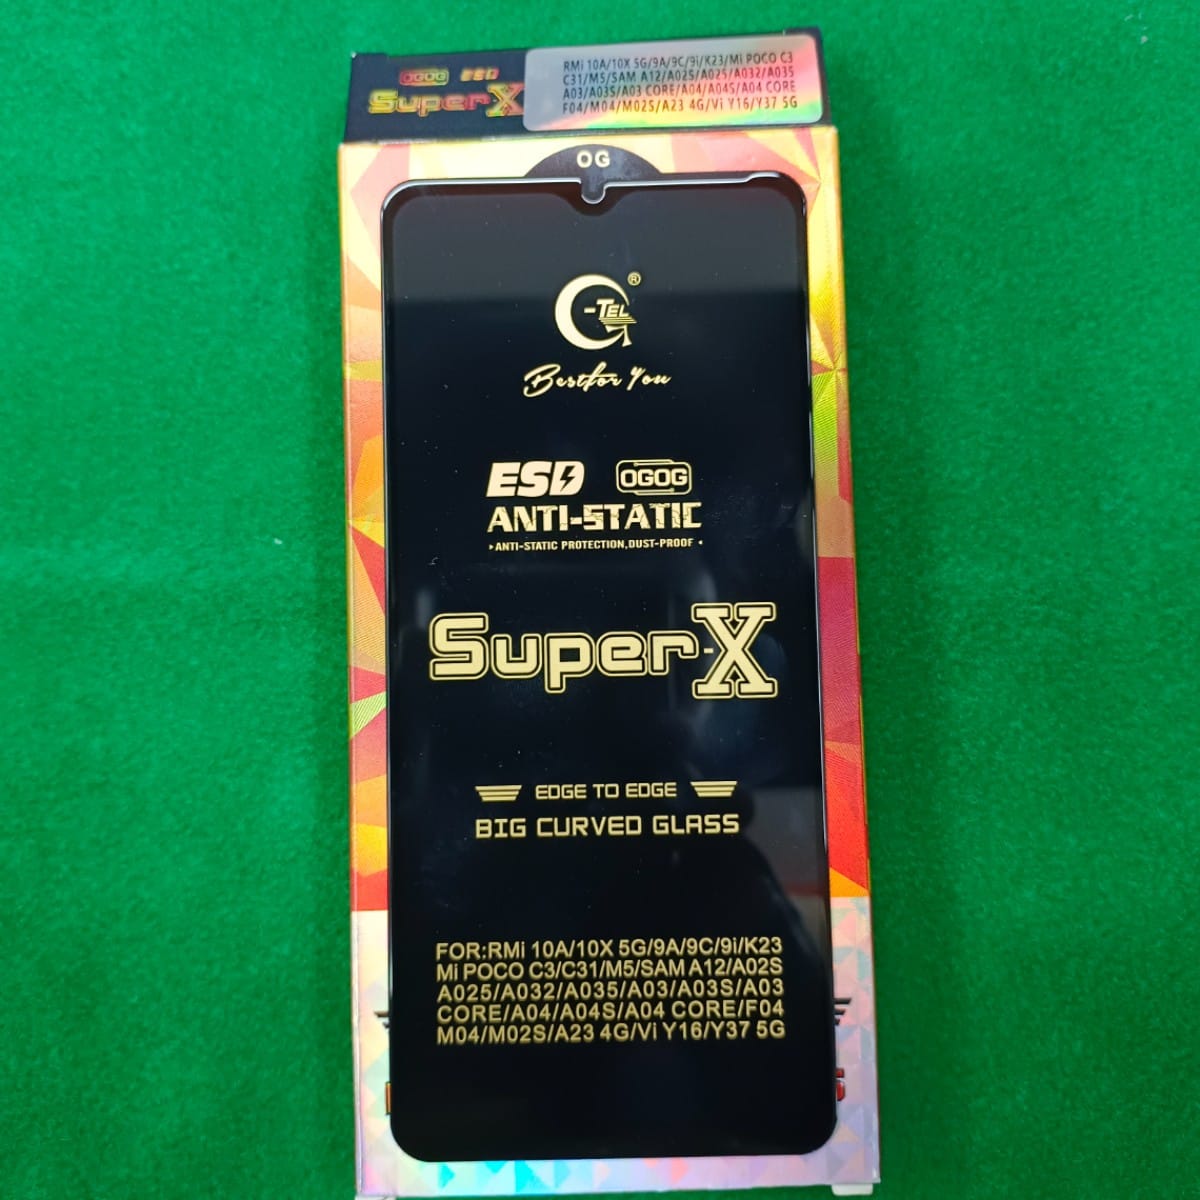 OGOG ESD
Super-X
RMi 10A/10X 5G/9A/9C/9i/K23/Mi POCO C3
C31/M5/SAM A12/A02S/A025/A032/A035
A03/A03S/A03 CORE/A04/A04S/A04 CORE
F04/M04/M02S/A23 4G/Vi Y16/Y37 5G
OG
-TEL®
Bestfor You
ESD OGOG
ANTI-STATIC
ANTI-STATIC PROTECTION,DUST-PROOF
Super-X
EDGE TO EDGE
BIG CURVED GLASS
FOR:RMi 10A/10X 5G/9A/9C/9i/K23
Mi POCO C3/C31/M5/SAM A12/A02S
A025/A032/A035/A03/A03S/A03
CORE/A04/A04S/A04 CORE/F04
M04/M02S/A23 4G/Vi Y16/Y37 5G